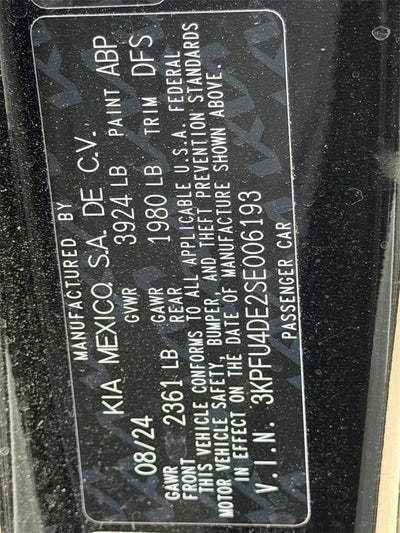 MANUFACTURED BY
KIA MEXICO, S.A. DE C.V.
08/24 GVWR 3924 LB PAINT ABP
GAWR FRONT 2361 LB GAWR REAR 1980 LB TRIM DFS
THIS VEHICLE CONFORMS TO ALL APPLICABLE U.S.A. FEDERAL
MOTOR VEHICLE SAFETY, BUMPER, AND THEFT PREVENTION STANDARDS
IN EFFECT ON THE DATE OF MANUFACTURE SHOWN ABOVE.
V.I.N. 3KPFU4DE2SE006193
PASSENGER CAR